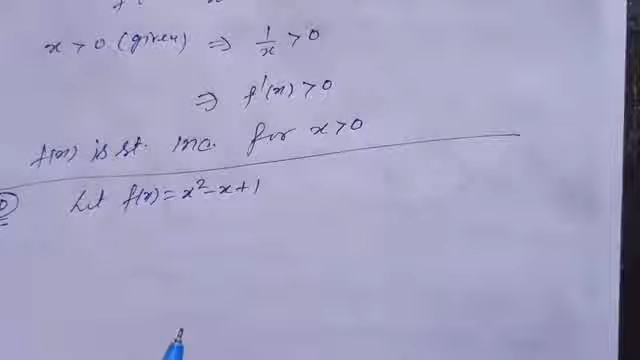 x > 0 (given) ⇒ 1/x > 0
⇒ f'(x) > 0
f(x) is st. inc. for x > 0
Let f(x) = x² - x + 1